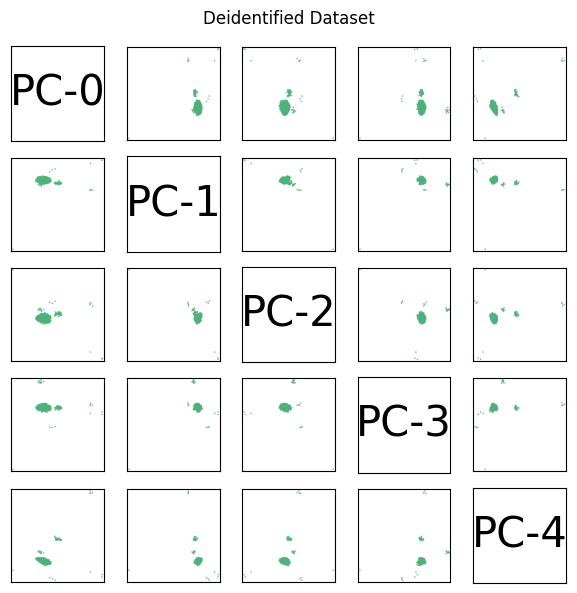 Deidentified Dataset
PC-0
PC-1
PC-2
PC-3
PC-4